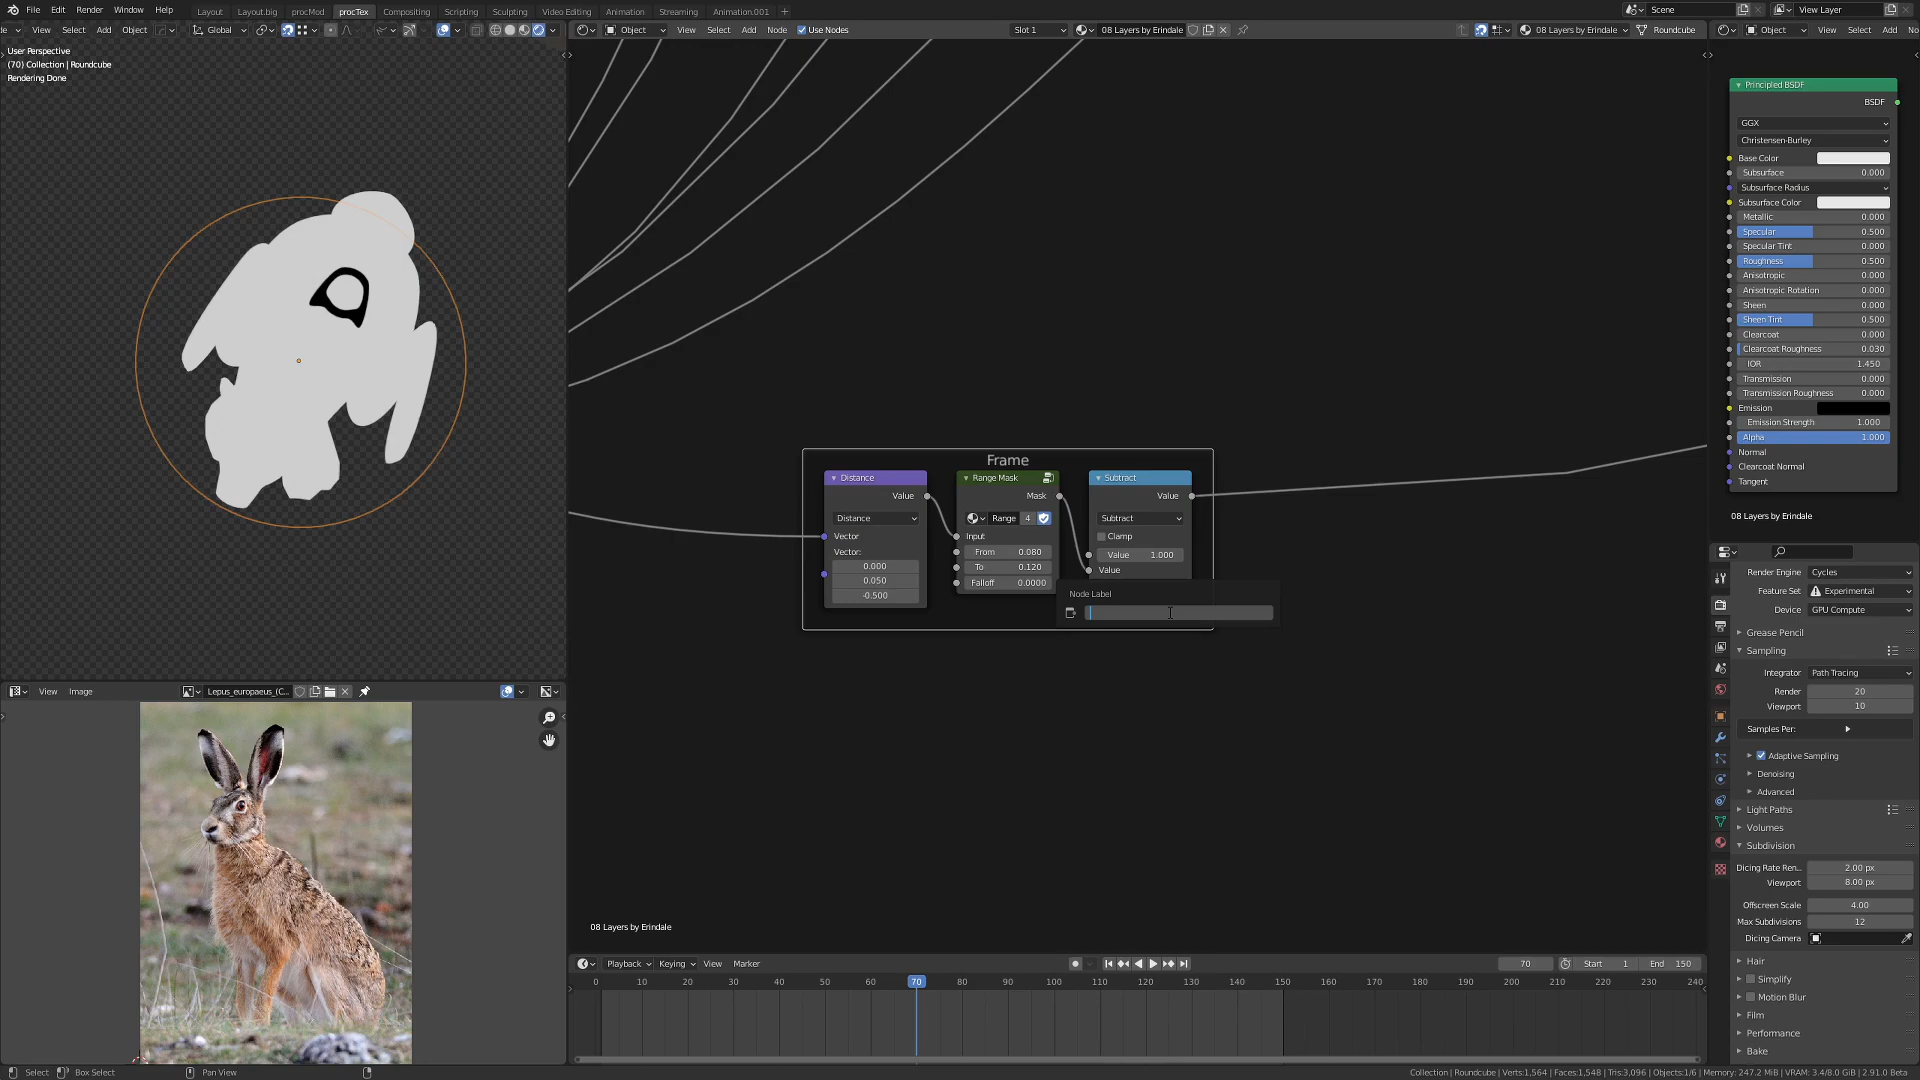 File Edit Render Window Help Layout Layout.big procMod procTex Compositing Scripting Sculpting Video Editing Animation Streaming Animation.001 + Scene View Layer
View Select Add Object Global
Object View Select Add Node Use Nodes Slot 1 08 Layers by Erindale 08 Layers by Erindale Roundcube
Object View Select Add No
User Perspective
(70) Collection | Roundcube
Rendering Done
Principled BSDF
BSDF
GGX
Christensen-Burley
Base Color
Subsurface 0.000
Subsurface Radius
Subsurface Color
Metallic 0.000
Specular 0.500
Specular Tint 0.000
Roughness 0.500
Anisotropic 0.000
Anisotropic Rotation 0.000
Sheen 0.000
Sheen Tint 0.500
Clearcoat 0.000
Clearcoat Roughness 0.030
IOR 1.450
Transmission 0.000
Transmission Roughness 0.000
Emission
Emission Strength 1.000
Alpha 1.000
Normal
Clearcoat Normal
Tangent
08 Layers by Erindale
Frame
Distance
Value
Distance
Vector
Vector:
0.000
0.050
-0.500
Range Mask
Mask
Range 4
Input
From 0.080
To 0.120
Falloff 0.0000
Subtract
Value
Subtract
Clamp
Value 1.000
Value
Node Label
08 Layers by Erindale
Render Engine Cycles
Feature Set Experimental
Device GPU Compute
Grease Pencil
Sampling
Integrator Path Tracing
Render 20
Viewport 10
Samples Per:
Adaptive Sampling
Denoising
Advanced
Light Paths
Volumes
Subdivision
Dicing Rate Ren... 2.00 px
Viewport 8.00 px
Offscreen Scale 4.00
Max Subdivisions 12
Dicing Camera
Hair
Simplify
Motion Blur
Film
Performance
Bake
View Image Lepus_europaeus_(C...
Playback Keying View Marker 70 Start 1 End 150
0 10 20 30 40 50 60 70 80 90 100 110 120 130 140 150 160 170 180 190 200 210 220 230 240
Select Box Select Pan View
Collection | Roundcube | Verts:1,564 | Faces:1,548 | Tris:3,096 | Objects:1/6 | Memory: 247.2 MiB | VRAM: 3.4/8.0 GiB | 2.91.0 Beta